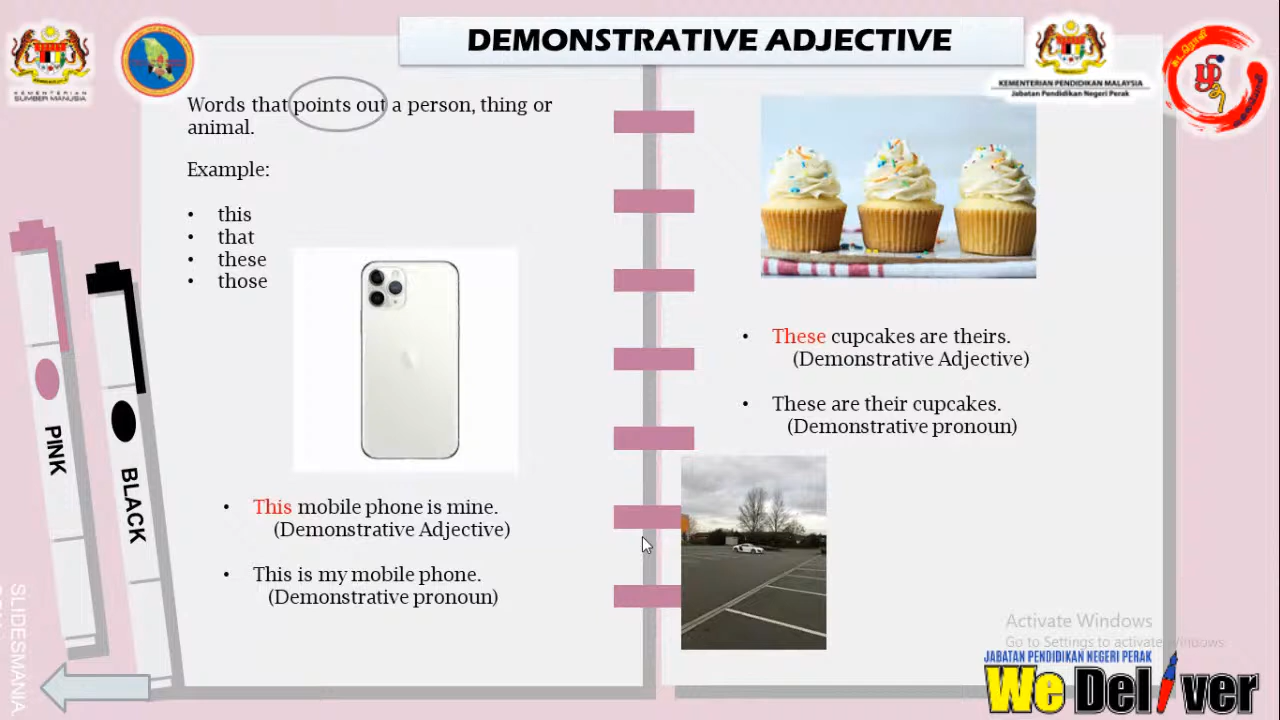 DEMONSTRATIVE ADJECTIVE
KEMENTERIAN
SUMBER MANUSIA
KEMENTERIAN PENDIDIKAN MALAYSIA
Jabatan Pendidikan Negeri Perak
Words that points out a person, thing or
animal.
Example:
• this
• that
• these
• those
• This mobile phone is mine.
(Demonstrative Adjective)
• This is my mobile phone.
(Demonstrative pronoun)
• These cupcakes are theirs.
(Demonstrative Adjective)
• These are their cupcakes.
(Demonstrative pronoun)
PINK
BLACK
Activate Windows
Go to Settings to activate Windows.
JABATAN PENDIDIKAN NEGERI PERAK
We Deliver